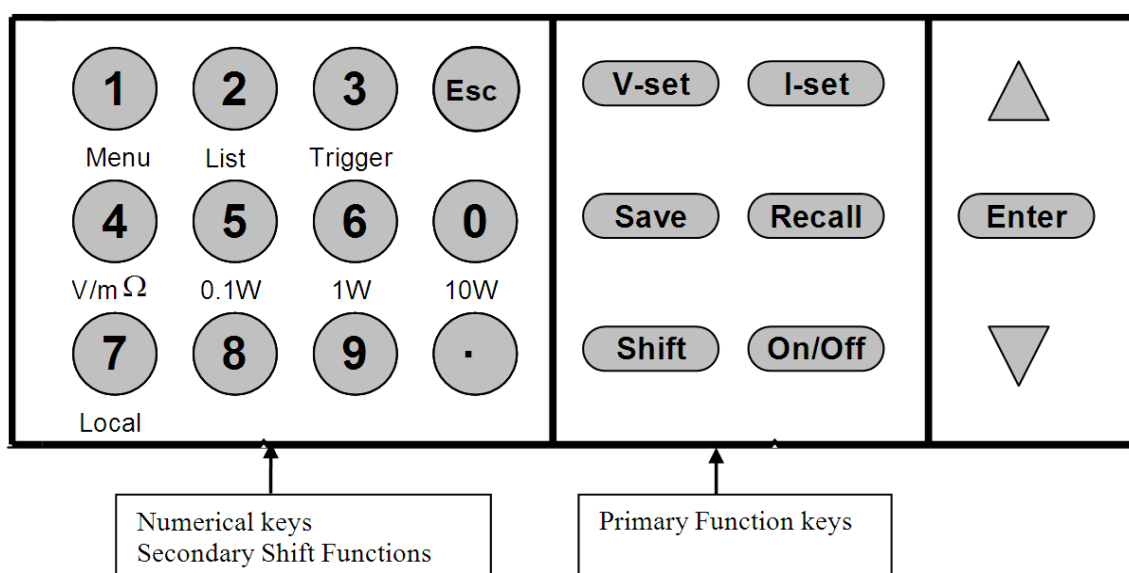 1 2 3 Esc V-set I-set
Menu List Trigger
4 5 6 0 Save Recall Enter
V/mΩ 0.1W 1W 10W
7 8 9 . Shift On/Off
Local
Numerical keys
Secondary Shift Functions
Primary Function keys